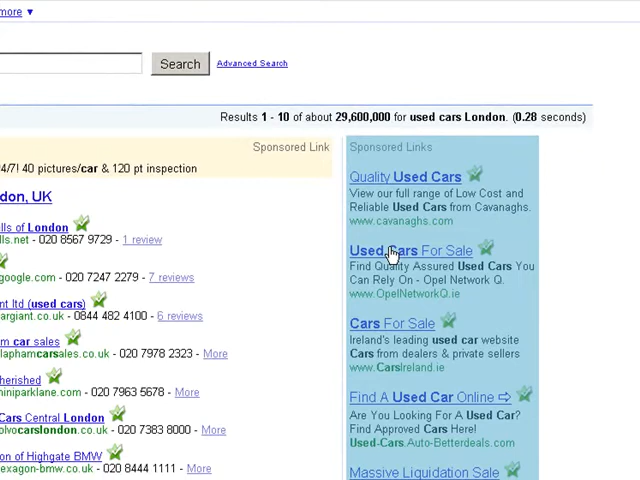 more ▼
Search Advanced Search
Results 1 - 10 of about 29,600,000 for used cars London. (0.28 seconds)
Sponsored Link
4/7! 40 pictures/car & 120 pt inspection
don, UK
lls of London
lls.net - 020 8567 9729 - 1 review
google.com - 020 7247 2279 - 7 reviews
nt ltd (used cars)
argiant.co.uk - 0844 482 4100 - 6 reviews
m car sales
laphamcarsales.co.uk - 020 7978 2323 - More
herished
niniparklane.com - 020 7963 5678 - More
Cars Central London
olvocarslondon.co.uk - 020 7383 8000 - More
on of Highgate BMW
exagon-bmw.co.uk - 020 8444 1111 - More
Sponsored Links
Quality Used Cars
View our full range of Low Cost and
Reliable Used Cars from Cavanaghs.
www.cavanaghs.com
Used Cars For Sale
Find Quality Assured Used Cars You
Can Rely On - Opel Network Q.
www.OpelNetworkQ.ie
Cars For Sale
Ireland's leading used car website
Cars from dealers & private sellers
www.CarsIreland.ie
Find A Used Car Online ⇨
Are You Looking For A Used Car?
Find Approved Cars Here!
Used-Cars.Auto-Betterdeals.com
Massive Liquidation Sale